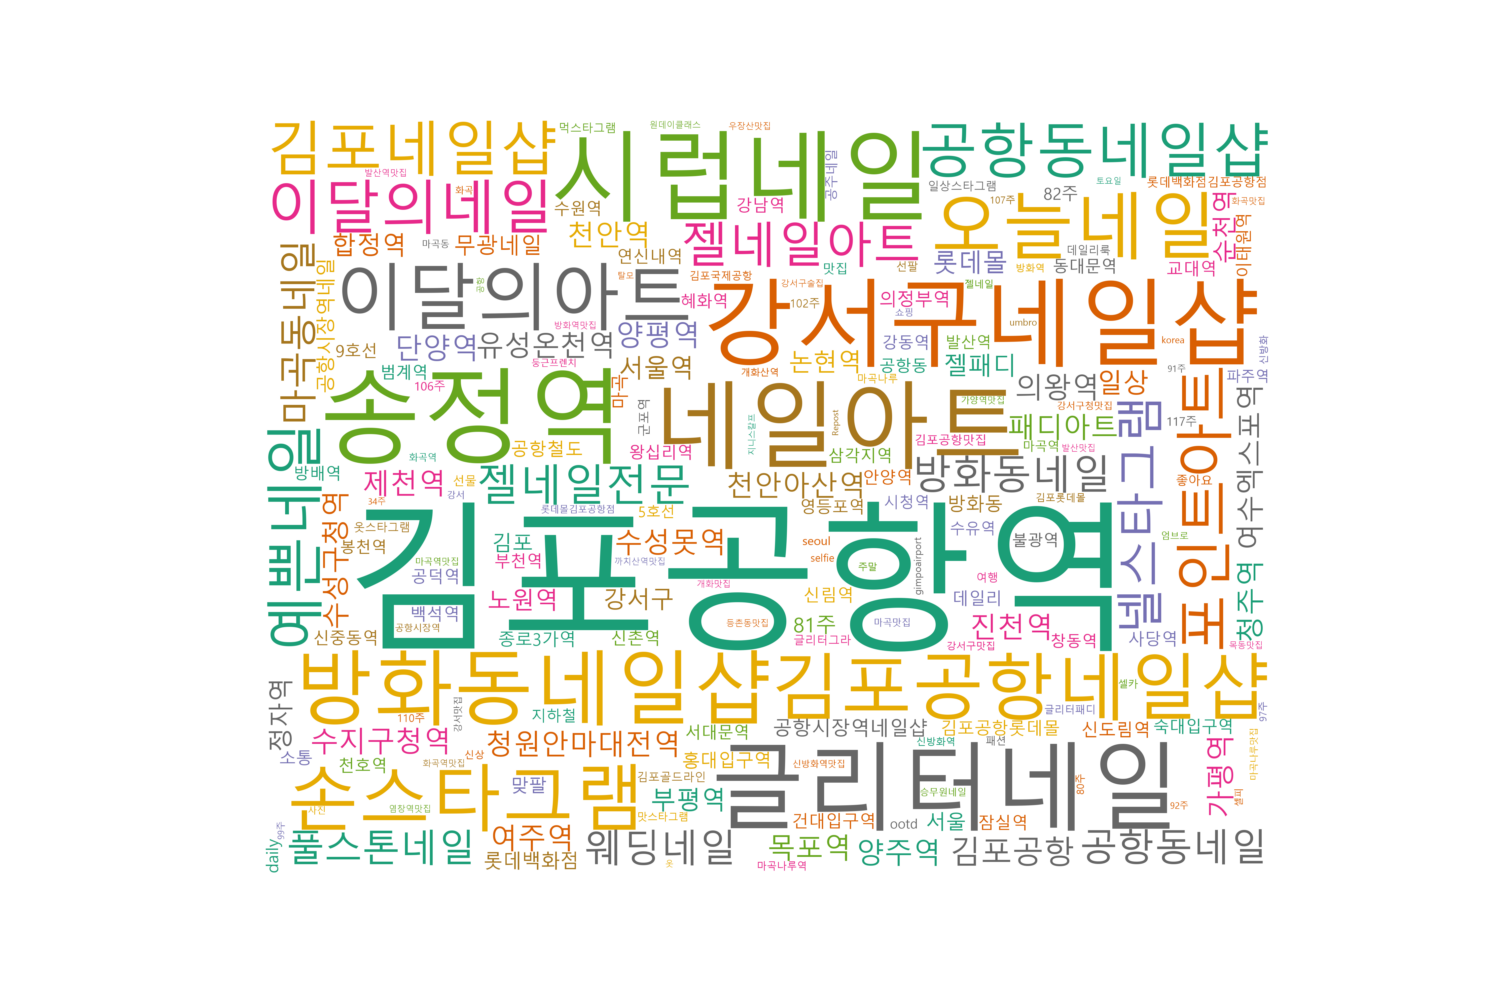 김포네일샵
먹스타그램
원데이클래스
우장산맛집
시럽네일
공항동네일샵
발산역맛집
이달의네일
화곡
수원역
강남역
공주네일
일상스타그램
107주
82주
토요일
롯데백화점김포공항점
화곡맛집
오늘네일
순천역
이태원역
합정역
마곡동
무광네일
천안역
연신내역
젤네일아트
맛집
선팔
롯데몰
방화역
데일리룩
동대문역
교대역
마곡동네일
공항시장역네일
이달의아트
공항
탈모
김포국제공항
강서구술집
젤네일
혜화역
102주
의정부역
쇼핑
강서구네일샵
umbro
korea
신방화
9호선
단양역
유성온천역
방화역맛집
양평역
둥근프렌치
범계역
106주
서울역
마곡
개화산역
논현역
마곡나루
공항동
강동역
발산역
젤패디
가양역맛집
의왕역
일상
91주
파주역
송정역
네일아트
군포역
지니스칼프
Repost
김포공항맛집
패디아트
강서구청맛집
마곡역
발산맛집
넬스타그램
117주
포인트아트
좋아요
여수엑스포역
청주역
예쁜네일
방배역
화곡역
공항철도
왕십리역
삼각지역
안양역
방화동네일
제천역
선물
강서
34주
젤네일전문
천안아산역
영등포역
시청역
방화동
김포롯데몰
수성구청역
옷스타그램
봉천역
롯데몰김포공항점
5호선
김포
수성못역
seoul
selfie
주말
gimpoairport
수유역
불광역
엄브로
김포공항역
마곡역맛집
공덕역
부천역
까치산역맛집
개화맛집
여행
데일리
백석역
노원역
강서구
신림역
신중동역
공항시장역
종로3가역
신촌역
등촌동맛집
81주
글리터그라
마곡맛집
강서구맛집
진천역
창동역
사당역
목동맛집
방화동네일샵
김포공항네일샵
셀카
97주
정자역
110주
강서맛집
지하철
서대문역
공항시장역네일샵
김포공항롯데몰
글리터패디
신도림역
숙대입구역
소통
수지구청역
천호역
화곡역맛집
신상
청원안마대전역
홍대입구역
신방화역
패션
가평역
마곡나루맛집
셀피
손스타그램
사진
염창역맛집
맞팔
김포골드라인
부평역
신방화역맛집
글리터네일
승무원네일
80주
92주
맛스타그램
건대입구역
ootd
서울
잠실역
daily
99주
풀스톤네일
여주역
롯데백화점
웨딩네일
옷
목포역
마곡나루역
양주역
김포공항
공항동네일